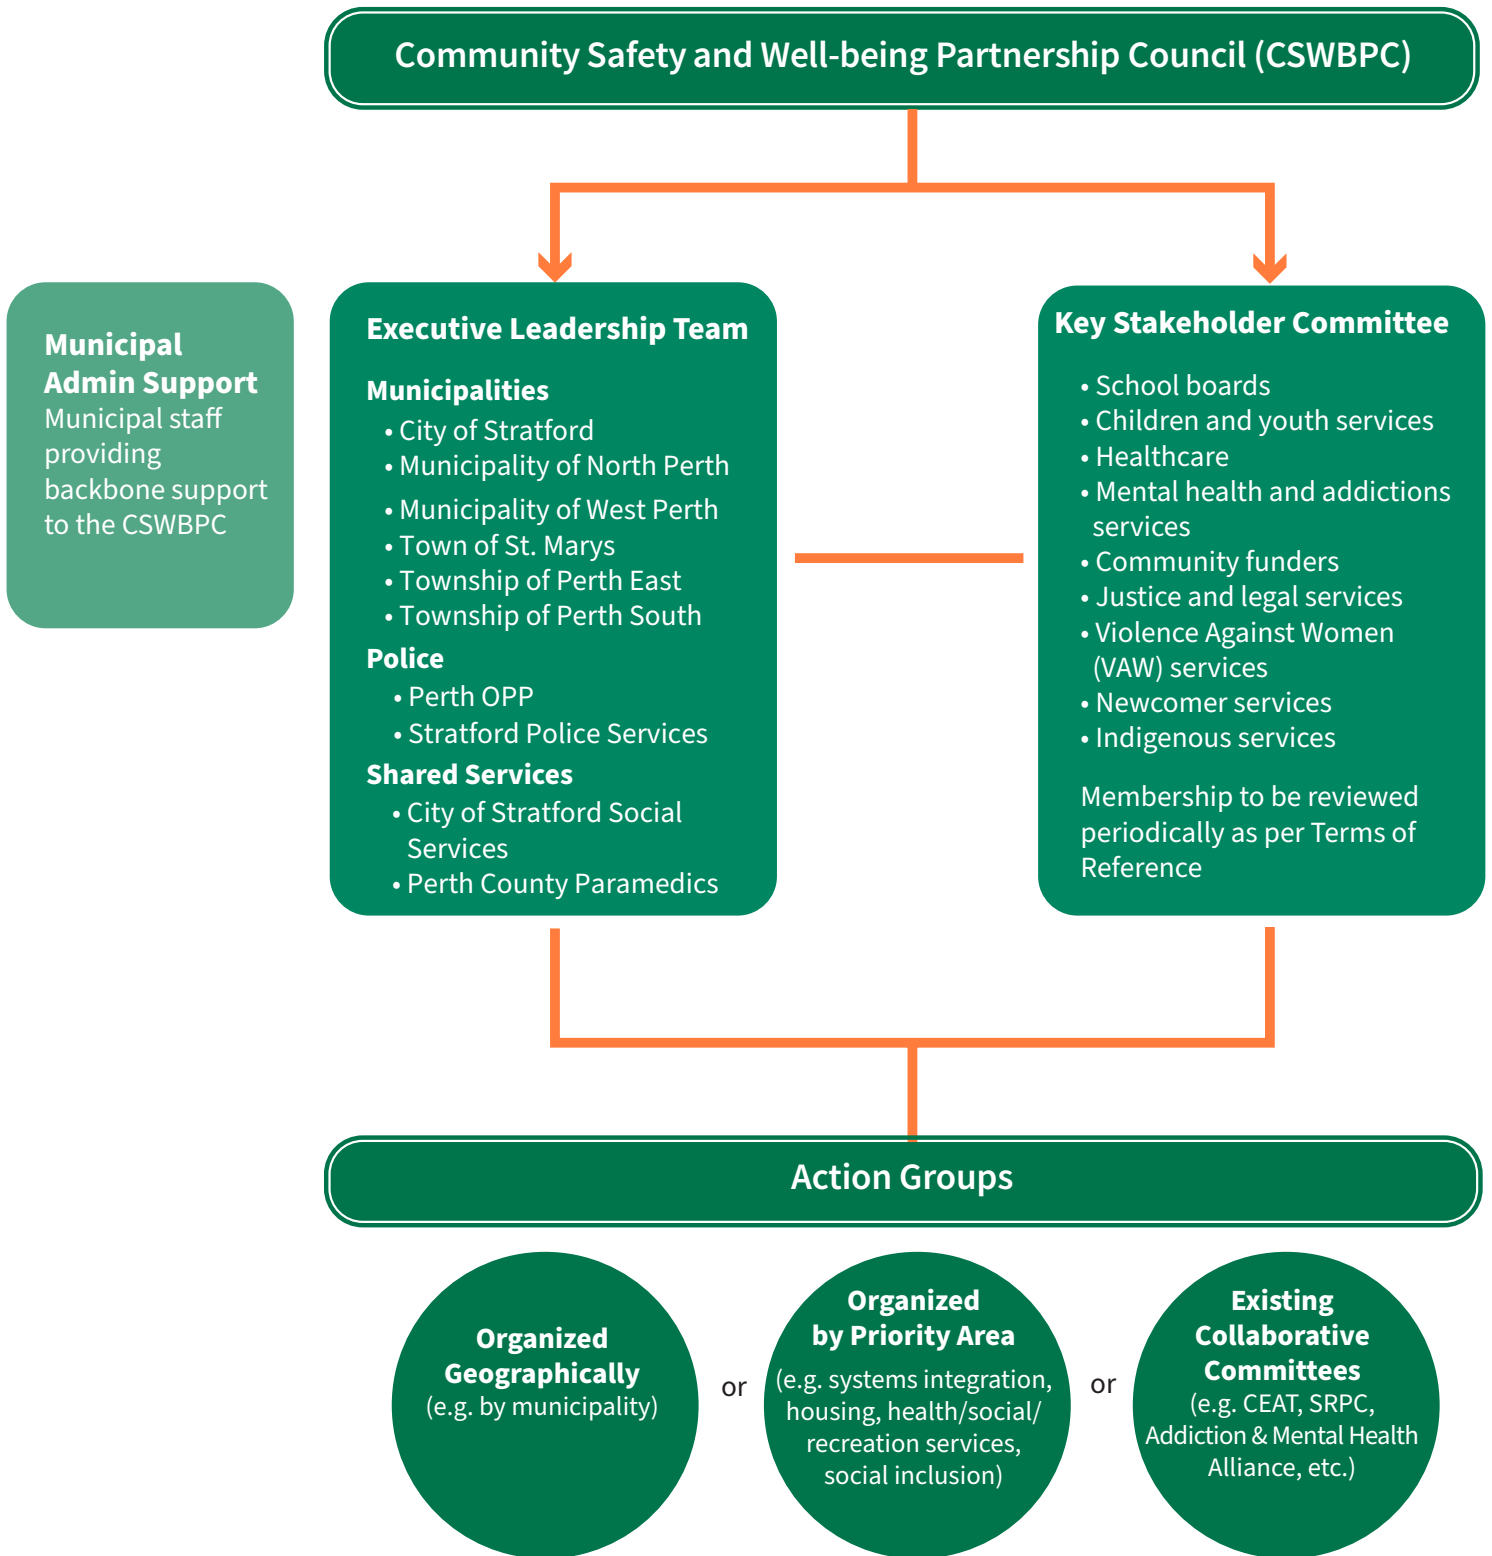 Community Safety and Well-being Partnership Council (CSWBPC)
Municipal
Admin Support
Municipal staff
providing
backbone support
to the CSWBPC
Executive Leadership Team
Municipalities
• City of Stratford
• Municipality of North Perth
• Municipality of West Perth
• Town of St. Marys
• Township of Perth East
• Township of Perth South
Police
• Perth OPP
• Stratford Police Services
Shared Services
• City of Stratford Social
Services
• Perth County Paramedics
Key Stakeholder Committee
• School boards
• Children and youth services
• Healthcare
• Mental health and addictions
services
• Community funders
• Justice and legal services
• Violence Against Women
(VAW) services
• Newcomer services
• Indigenous services
Membership to be reviewed
periodically as per Terms of
Reference
Action Groups
Organized
Geographically
(e.g. by municipality)
or
Organized
by Priority Area
(e.g. systems integration,
housing, health/social/
recreation services,
social inclusion)
or
Existing
Collaborative
Committees
(e.g. CEAT, SRPC,
Addiction & Mental Health
Alliance, etc.)